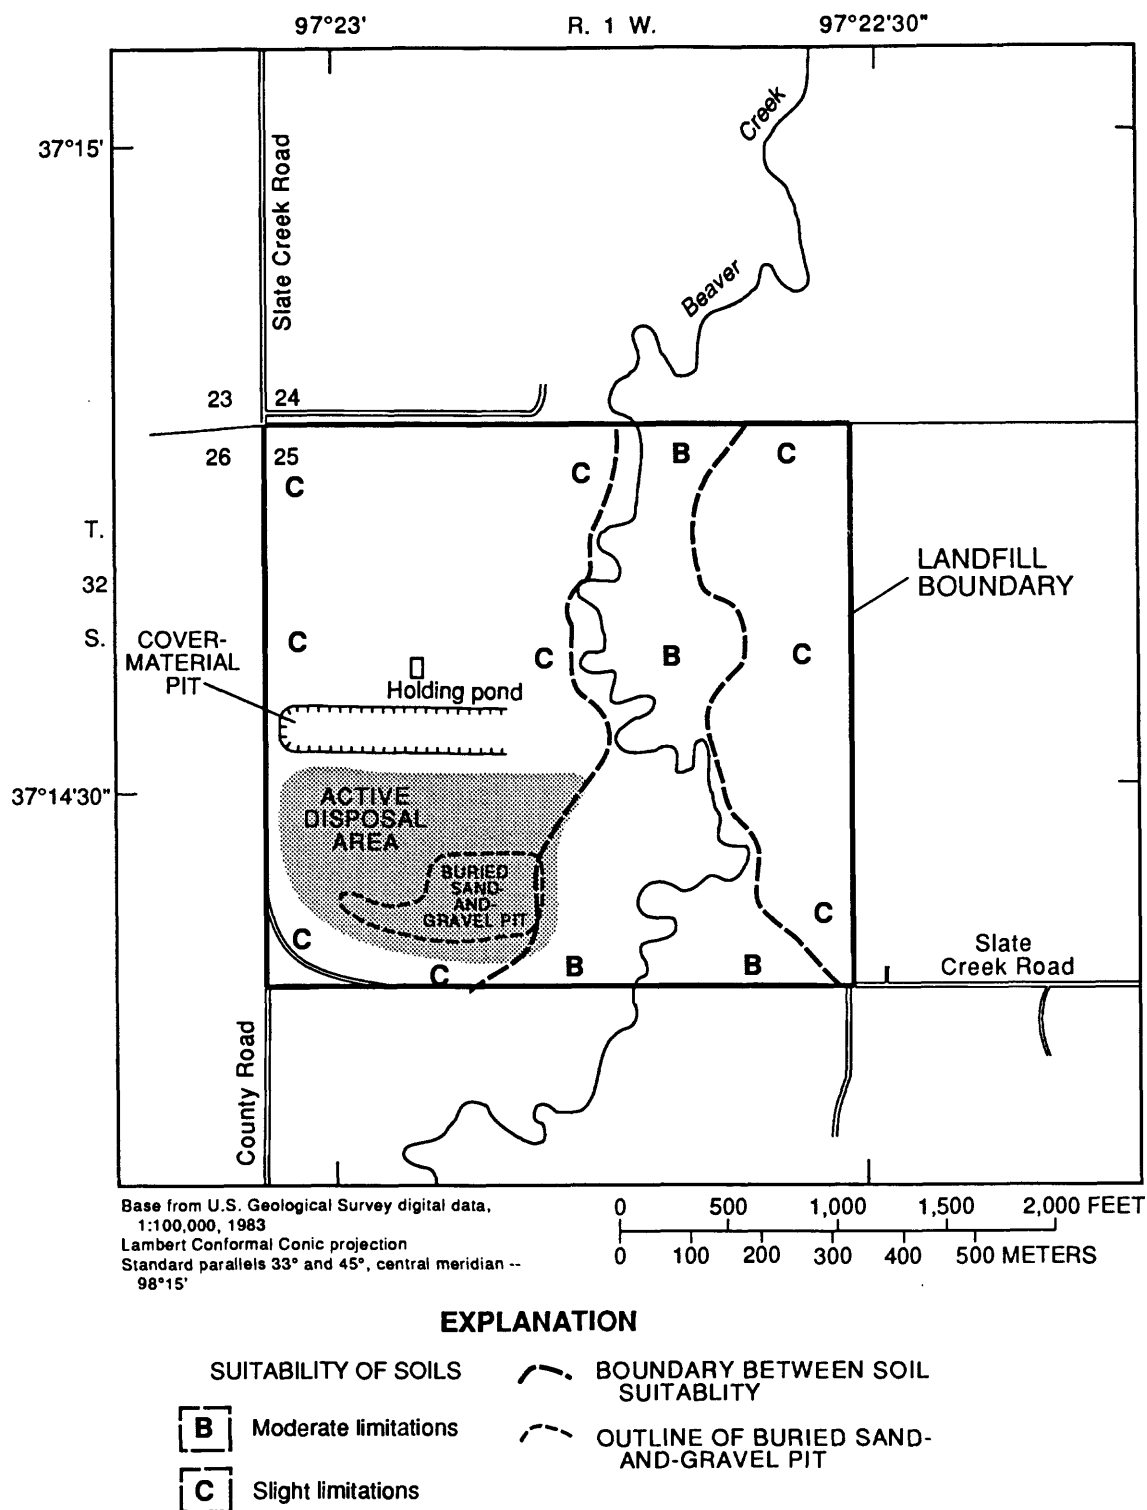 97°23'
R. 1 W.
97°22'30"
37°15'
Slate Creek Road
Creek
Beaver
23
24
26
25
B
C
C
C
T.
32
S.
LANDFILL
BOUNDARY
COVER-
MATERIAL
PIT
C
C
B
C
Holding pond
37°14'30"
ACTIVE
DISPOSAL
AREA
BURIED
SAND-
AND-
GRAVEL PIT
C
C
C
B
B
Slate
Creek Road
County Road
Base from U.S. Geological Survey digital data,
1:100,000, 1983
Lambert Conformal Conic projection
Standard parallels 33° and 45°, central meridian --
98°15'
0 500 1,000 1,500 2,000 FEET
0 100 200 300 400 500 METERS
EXPLANATION
SUITABILITY OF SOILS
B Moderate limitations
C Slight limitations
BOUNDARY BETWEEN SOIL
SUITABLITY
OUTLINE OF BURIED SAND-
AND-GRAVEL PIT